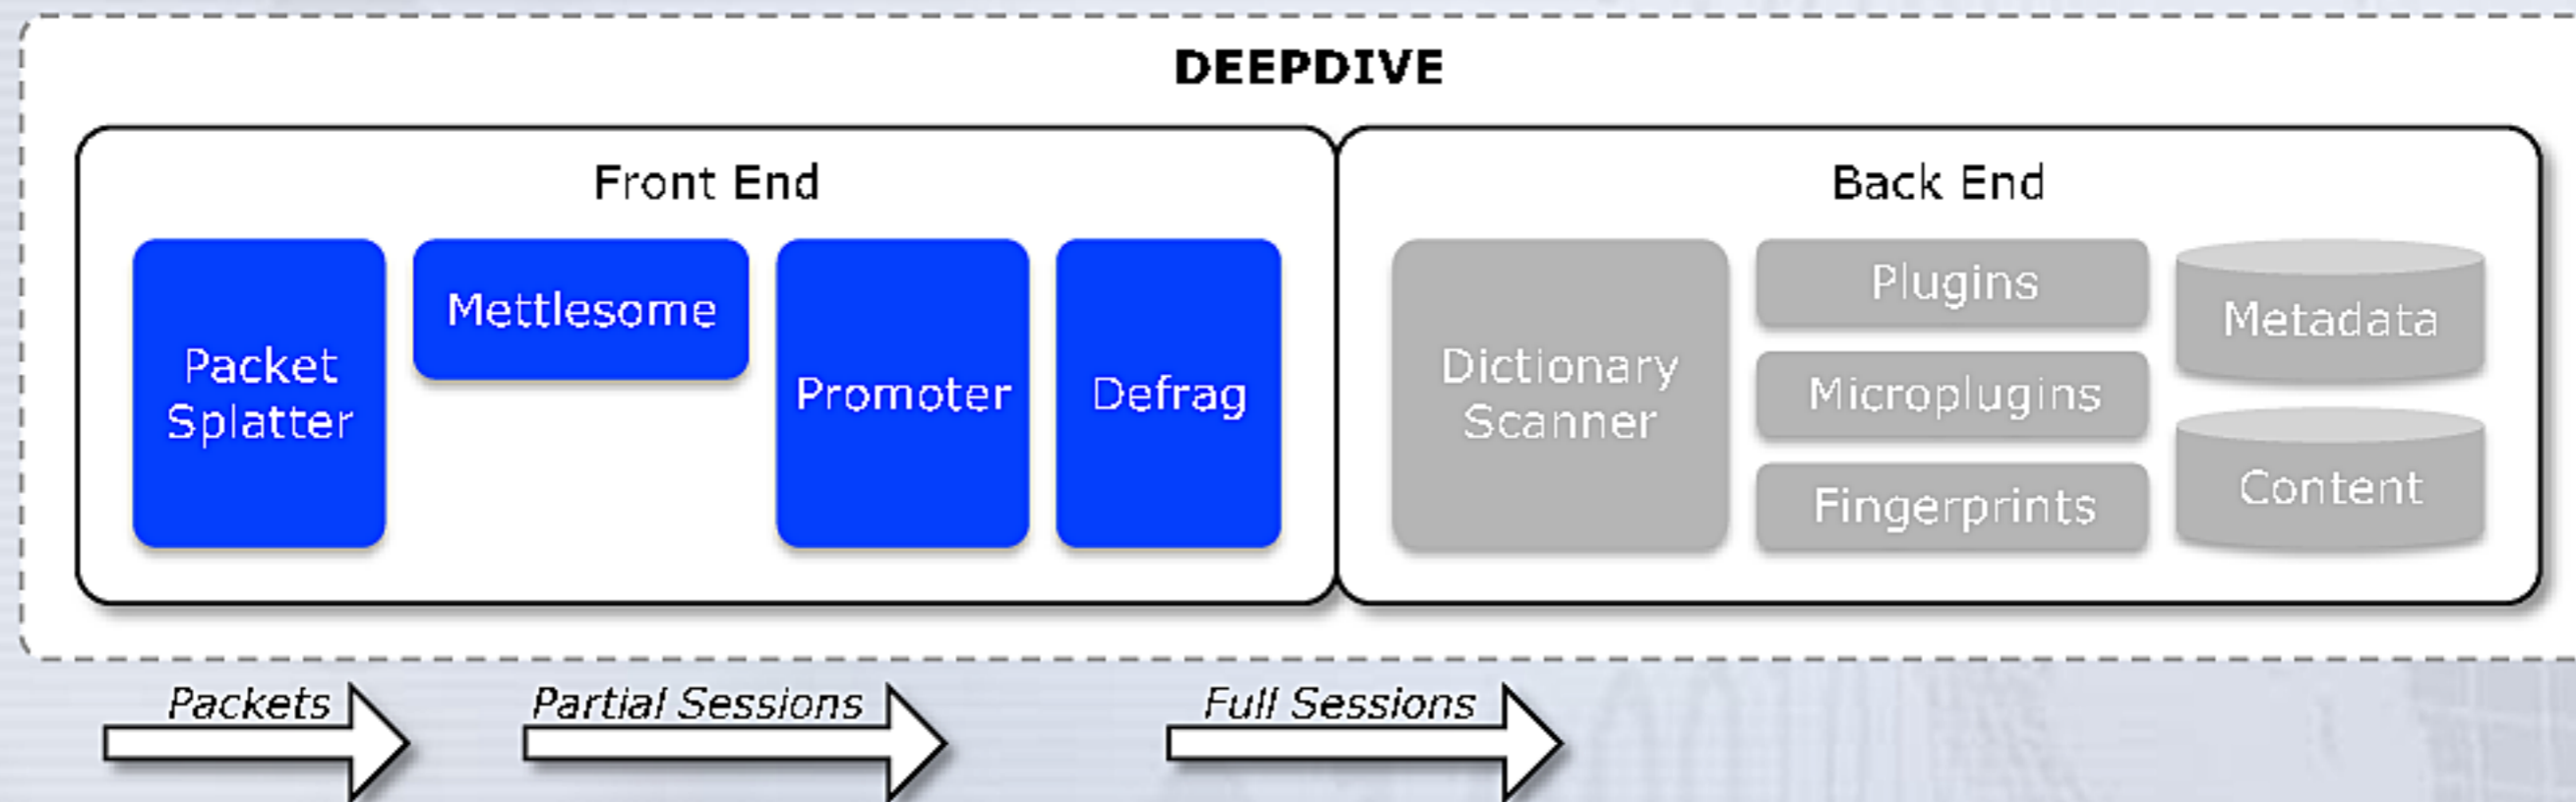 DEEPDIVE
Front End
Back End
Packet
Splatter
Mettlesome
Promoter
Defrag
Dictionary
Scanner
Plugins
Microplugins
Fingerprints
Metadata
Content
Packets
Partial Sessions
Full Sessions